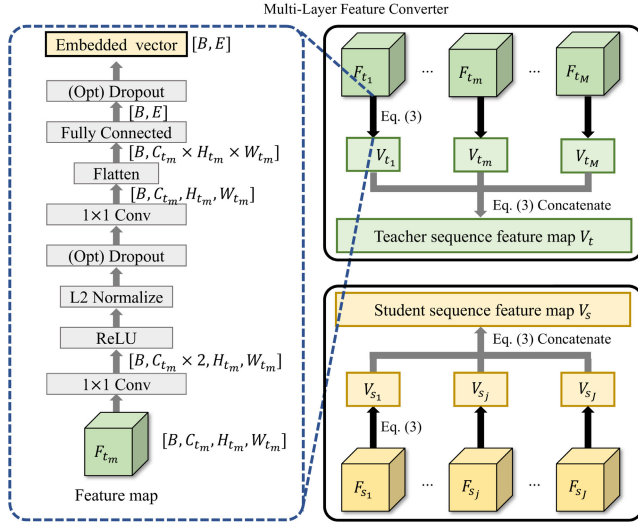 Multi-Layer Feature Converter
Embedded vector [B, E]
(Opt) Dropout
[B, E]
Fully Connected
[B, C_{t_m} × H_{t_m} × W_{t_m}]
Flatten
[B, C_{t_m}, H_{t_m}, W_{t_m}]
1×1 Conv
(Opt) Dropout
L2 Normalize
ReLU
[B, C_{t_m} × 2, H_{t_m}, W_{t_m}]
1×1 Conv
F_{t_m} [B, C_{t_m}, H_{t_m}, W_{t_m}]
Feature map
F_{t_1} ... F_{t_m} ... F_{t_M}
Eq. (3)
V_{t_1} V_{t_m} V_{t_M}
Eq. (3) Concatenate
Teacher sequence feature map V_t
Student sequence feature map V_s
Eq. (3) Concatenate
V_{s_1} V_{s_j} V_{s_J}
Eq. (3)
F_{s_1} ... F_{s_j} ... F_{s_J}